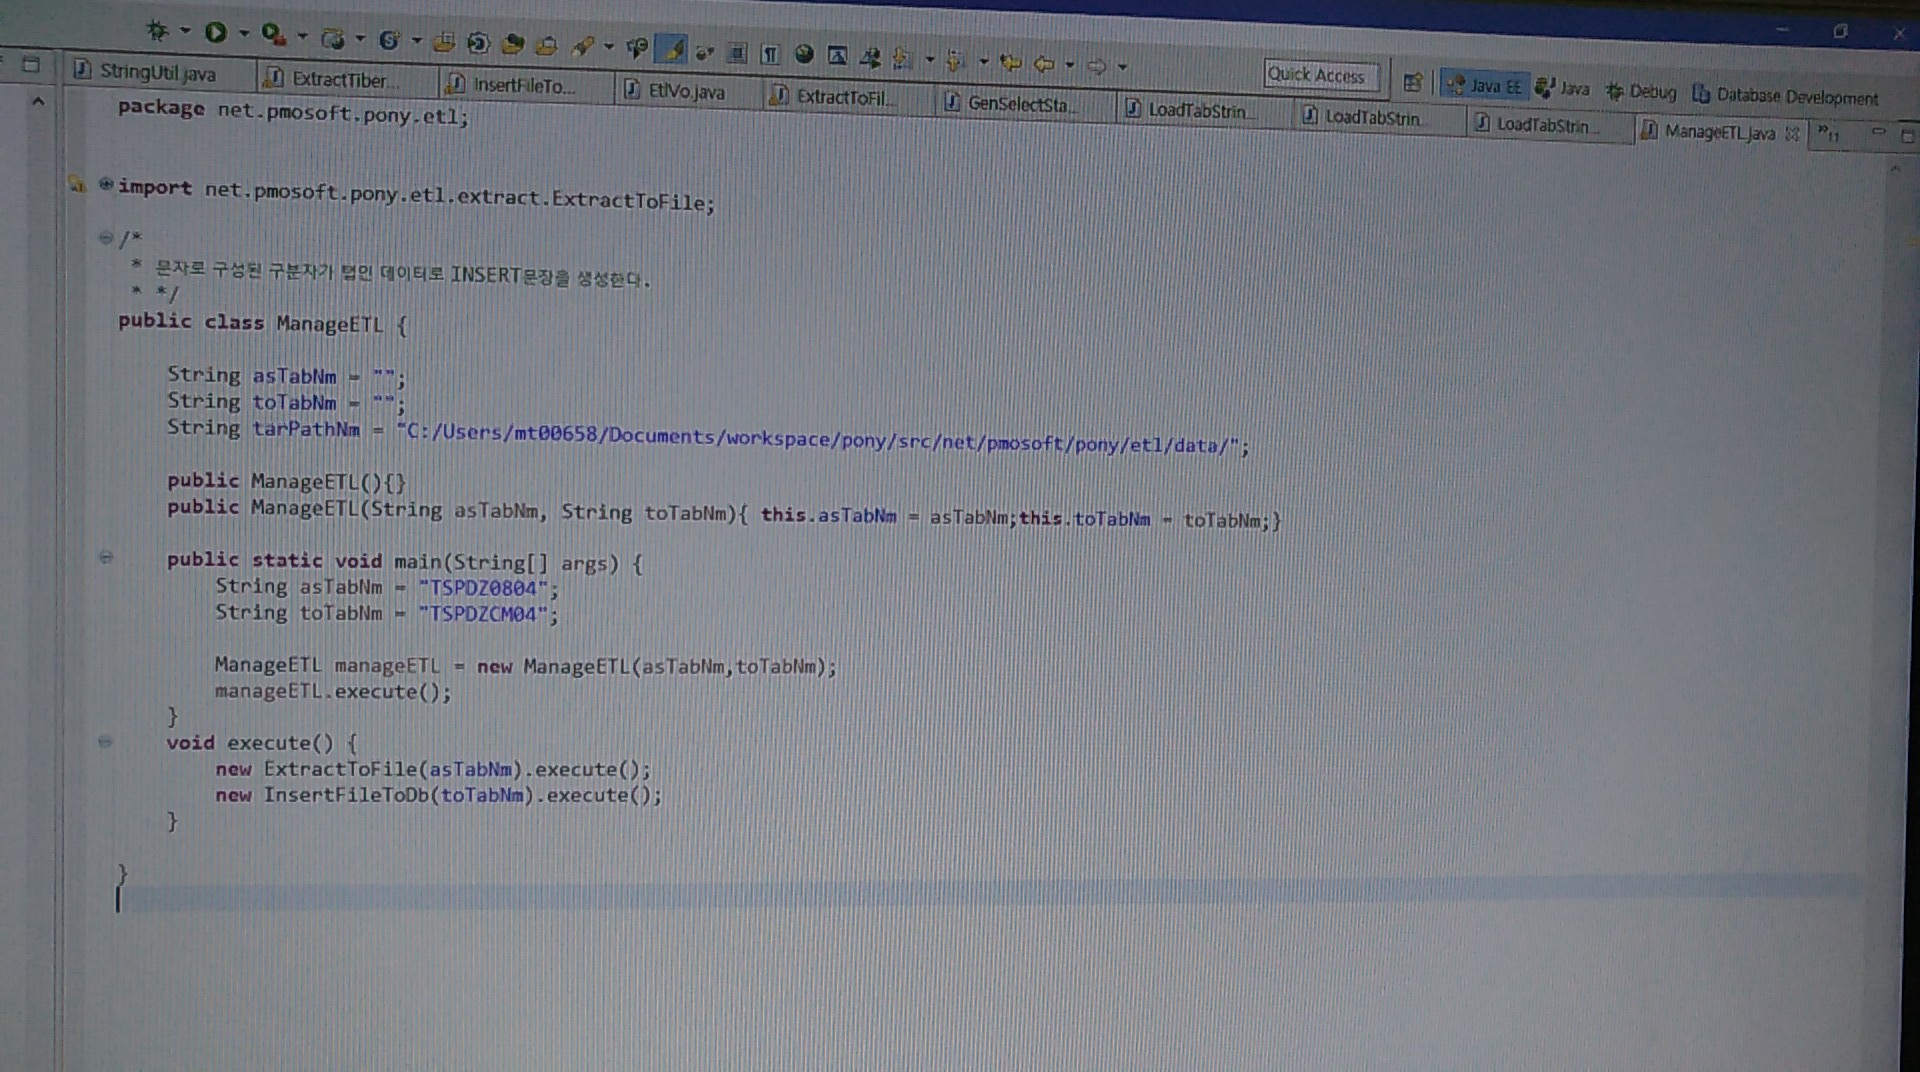 Quick Access
Java EE
Java
Debug
Database Development
StringUtil.java
ExtractTiber...
InsertFileTo...
EtlVo.java
ExtractToFil...
GenSelectSta...
LoadTabStrin...
LoadTabStrin...
LoadTabStrin...
ManageETL.java
»11
package net.pmosoft.pony.etl;
import net.pmosoft.pony.etl.extract.ExtractToFile;
/*
* 문자로 구성된 구분자가 탭인 데이터로 INSERT문장을 생성한다.
* */
public class ManageETL {
String asTabNm = "";
String toTabNm = "";
String tarPathNm = "C:/Users/mt00658/Documents/workspace/pony/src/net/pmosoft/pony/etl/data/";
public ManageETL(){}
public ManageETL(String asTabNm, String toTabNm){ this.asTabNm = asTabNm;this.toTabNm = toTabNm;}
public static void main(String[] args) {
String asTabNm = "TSPDZ0804";
String toTabNm = "TSPDZCM04";
ManageETL manageETL = new ManageETL(asTabNm,toTabNm);
manageETL.execute();
}
void execute() {
new ExtractToFile(asTabNm).execute();
new InsertFileToDb(toTabNm).execute();
}
}